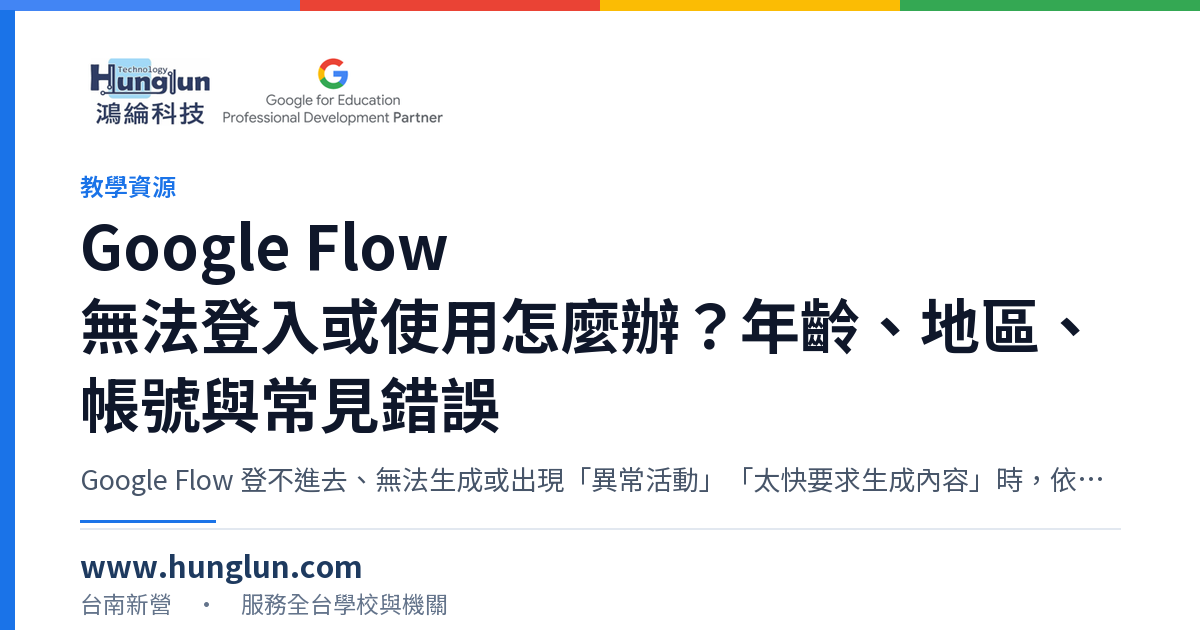 Technology
Hunglun
鴻綸科技
Google for Education
Professional Development Partner
教學資源
Google Flow
無法登入或使用怎麼辦？年齡、地區、
帳號與常見錯誤
Google Flow 登不進去、無法生成或出現「異常活動」「太快要求生成內容」時，依…
www.hunglun.com
台南新營 ・ 服務全台學校與機關